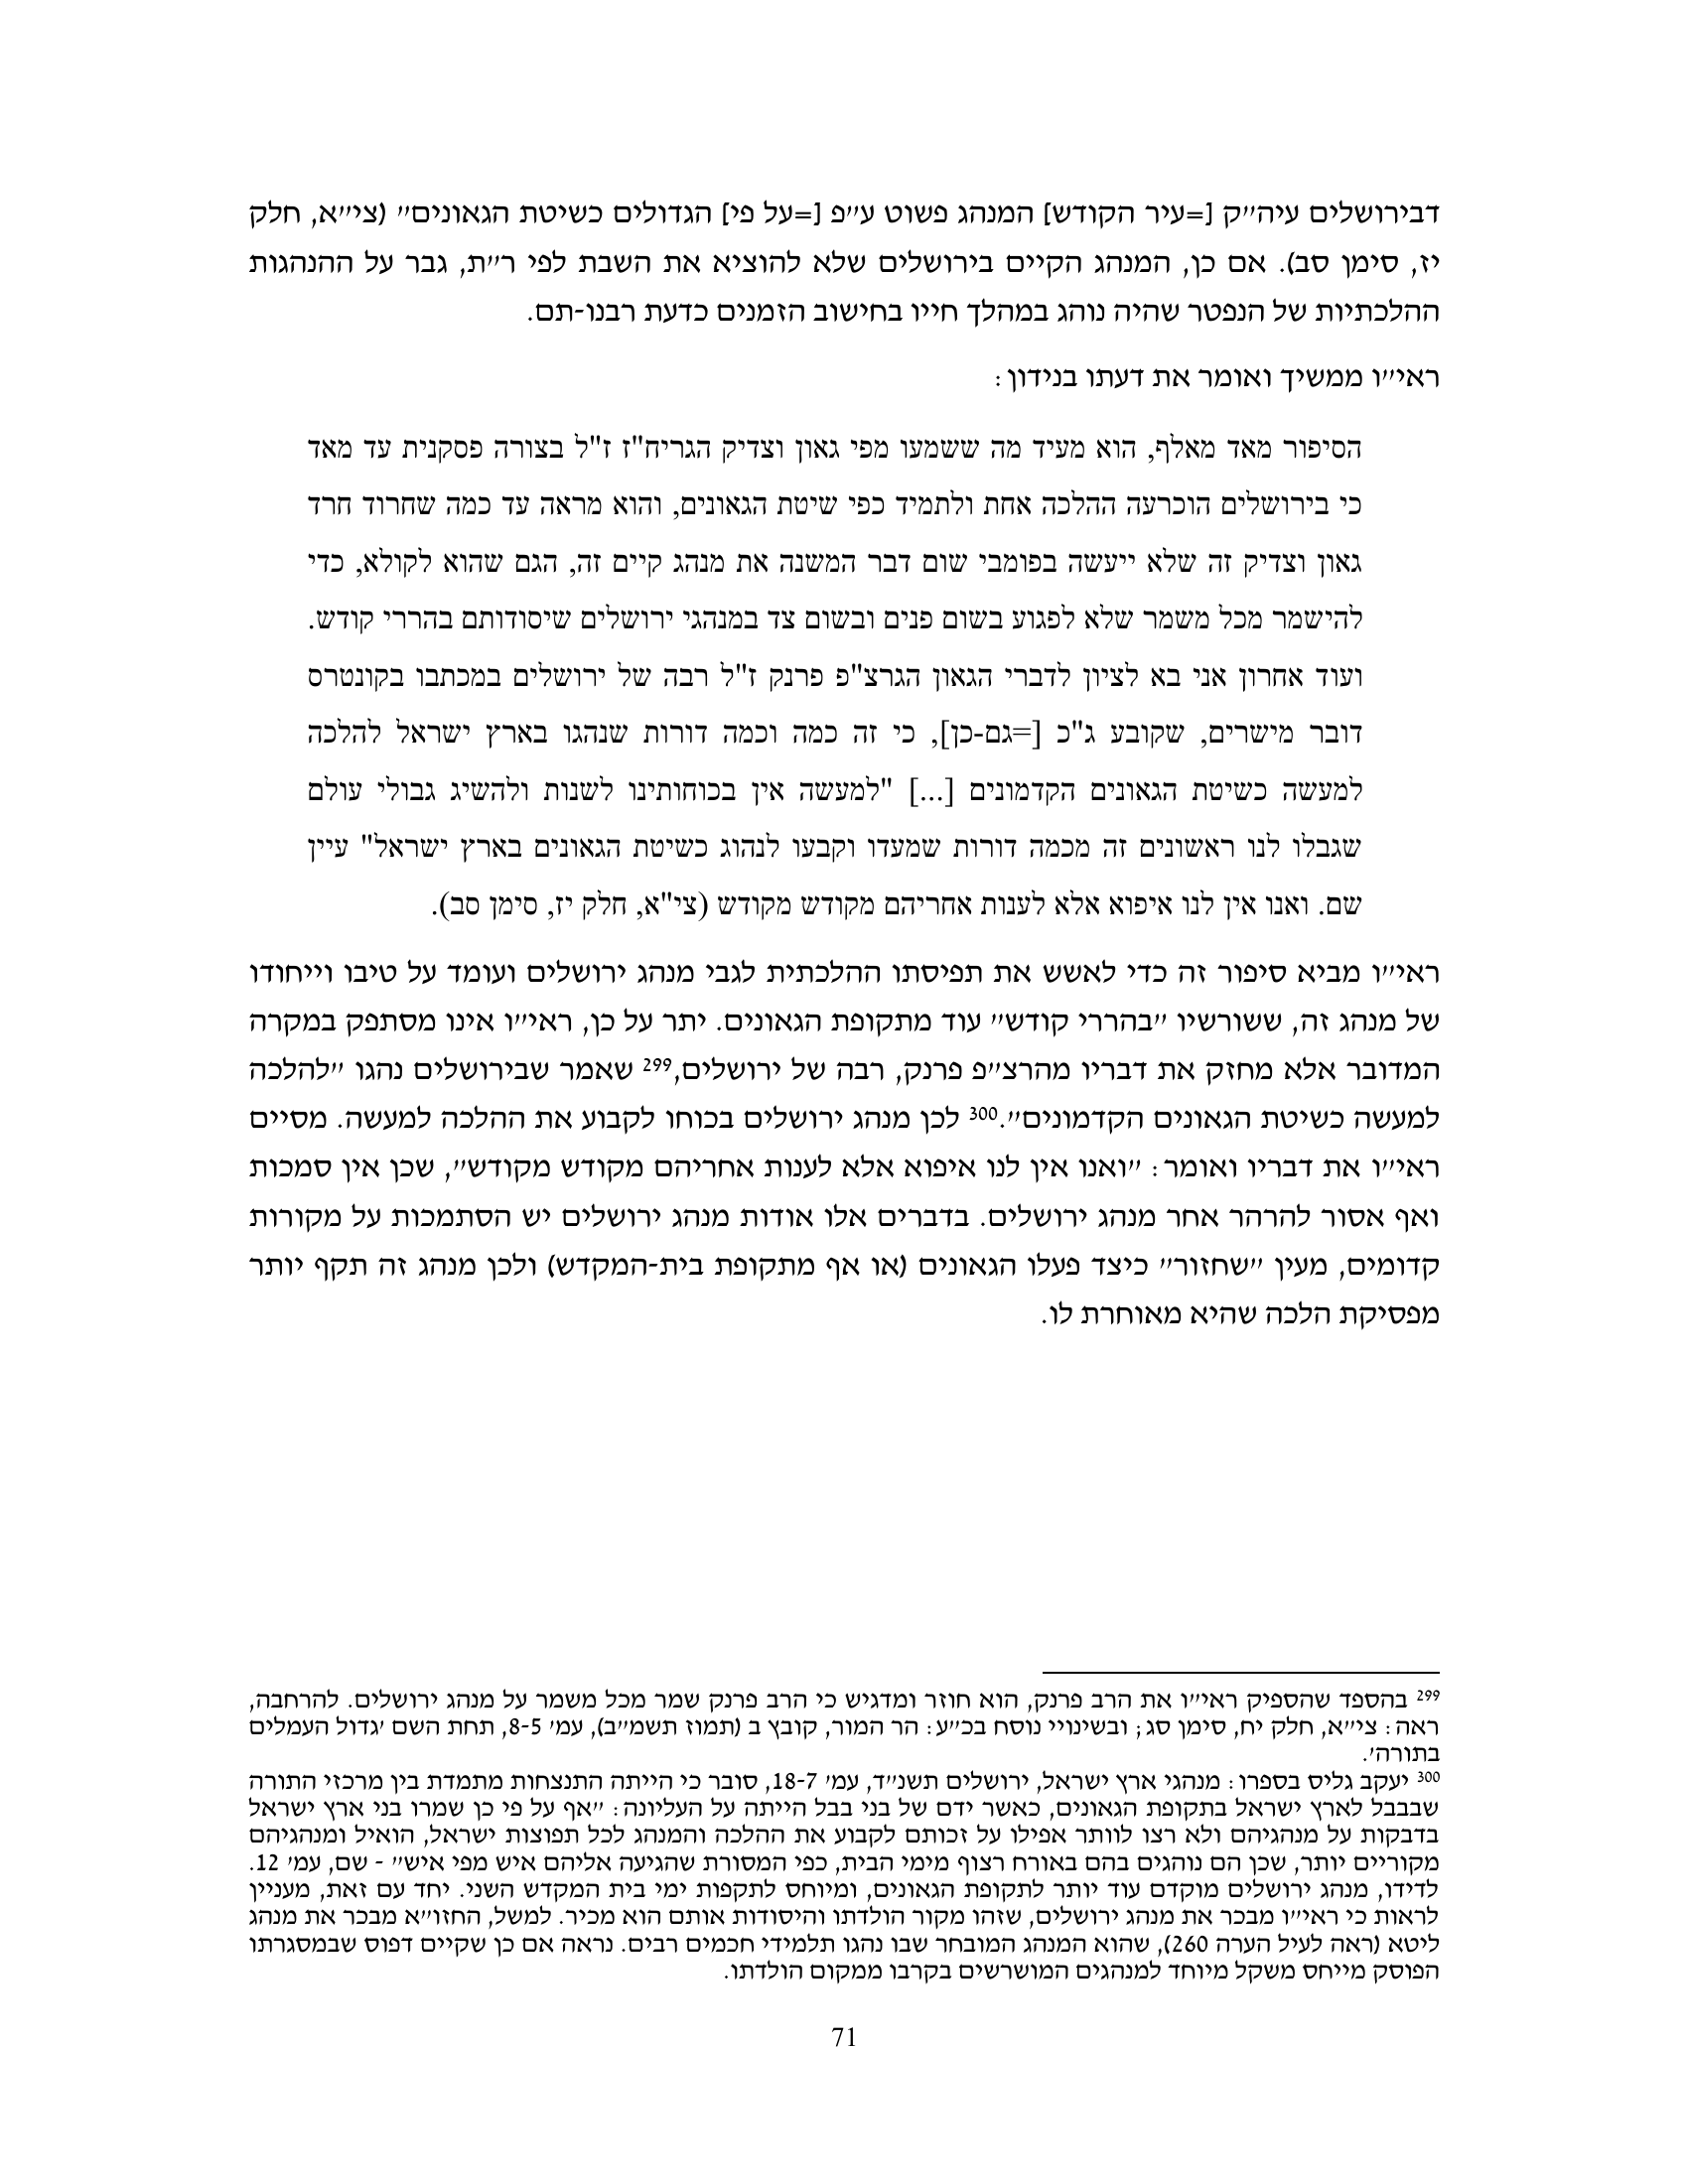 דבירושלים עיה״ק [=עיר הקודש] המנהג פשוט ע״פ [=על פי] הגדולים כשיטת הגאונים״ (צי״א, חלק
יז, סימן סב). אם כן, המנהג הקיים בירושלים שלא להוציא את השבת לפי ר״ת, גבר על ההנהגות
ההלכתיות של הנפטר שהיה נוהג במהלך חייו בחישוב הזמנים כדעת רבנו-תם.
ראי״ו ממשיך ואומר את דעתו בנידון:
הסיפור מאד מאלף, הוא מעיד מה ששמעו מפי גאון וצדיק הגריח"ז ז"ל בצורה פסקנית עד מאד
כי בירושלים הוכרעה ההלכה אחת ולתמיד כפי שיטת הגאונים, והוא מראה עד כמה שחרוד חרד
גאון וצדיק זה שלא ייעשה בפומבי שום דבר המשנה את מנהג קיים זה, הגם שהוא לקולא, כדי
להישמר מכל משמר שלא לפגוע בשום פנים ובשום צד במנהגי ירושלים שיסודותם בהררי קודש.
ועוד אחרון אני בא לציון לדברי הגאון הגרצ"פ פרנק ז"ל רבה של ירושלים במכתבו בקונטרס
דובר מישרים, שקובע ג"כ [=גם-כן], כי זה כמה וכמה דורות שנהגו בארץ ישראל להלכה
למעשה כשיטת הגאונים הקדמונים [...] "למעשה אין בכוחותינו לשנות ולהשיג גבולי עולם
שגבלו לנו ראשונים זה מכמה דורות שמעדו וקבעו לנהוג כשיטת הגאונים בארץ ישראל" עיין
שם. ואנו אין לנו איפוא אלא לענות אחריהם מקודש מקודש (צי"א, חלק יז, סימן סב).
ראי״ו מביא סיפור זה כדי לאשש את תפיסתו ההלכתית לגבי מנהג ירושלים ועומד על טיבו וייחודו
של מנהג זה, ששורשיו ״בהררי קודש״ עוד מתקופת הגאונים. יתר על כן, ראי״ו אינו מסתפק במקרה
המדובר אלא מחזק את דבריו מהרצ״פ פרנק, רבה של ירושלים,299 שאמר שבירושלים נהגו ״להלכה
למעשה כשיטת הגאונים הקדמונים״.300 לכן מנהג ירושלים בכוחו לקבוע את ההלכה למעשה. מסיים
ראי״ו את דבריו ואומר: ״ואנו אין לנו איפוא אלא לענות אחריהם מקודש מקודש״, שכן אין סמכות
ואף אסור להרהר אחר מנהג ירושלים. בדברים אלו אודות מנהג ירושלים יש הסתמכות על מקורות
קדומים, מעין ״שחזור״ כיצד פעלו הגאונים (או אף מתקופת בית-המקדש) ולכן מנהג זה תקף יותר
מפסיקת הלכה שהיא מאוחרת לו.
299 בהספד שהספיק ראי״ו את הרב פרנק, הוא חוזר ומדגיש כי הרב פרנק שמר מכל משמר על מנהג ירושלים. להרחבה,
ראה: צי״א, חלק יח, סימן סג; ובשינויי נוסח בכ״ע: הר המור, קובץ ב (תמוז תשמ״ב), עמ׳ 8-5, תחת השם ׳גדול העמלים
בתורה׳.
300 יעקב גליס בספרו: מנהגי ארץ ישראל, ירושלים תשנ״ד, עמ׳ 18-7, סובר כי הייתה התנצחות מתמדת בין מרכזי התורה
שבבבל לארץ ישראל בתקופת הגאונים, כאשר ידם של בני בבל הייתה על העליונה: ״אף על פי כן שמרו בני ארץ ישראל
בדבקות על מנהגיהם ולא רצו לוותר אפילו על זכותם לקבוע את ההלכה והמנהג לכל תפוצות ישראל, הואיל ומנהגיהם
מקוריים יותר, שכן הם נוהגים בהם באורח רצוף מימי הבית, כפי המסורת שהגיעה אליהם איש מפי איש״ - שם, עמ׳ 12.
לדידו, מנהג ירושלים מוקדם עוד יותר לתקופת הגאונים, ומיוחס לתקפות ימי בית המקדש השני. יחד עם זאת, מעניין
לראות כי ראי״ו מבכר את מנהג ירושלים, שזהו מקור הולדתו והיסודות אותם הוא מכיר. למשל, החזו״א מבכר את מנהג
ליטא (ראה לעיל הערה 260), שהוא המנהג המובחר שבו נהגו תלמידי חכמים רבים. נראה אם כן שקיים דפוס שבמסגרתו
הפוסק מייחס משקל מיוחד למנהגים המושרשים בקרבו ממקום הולדתו.
71